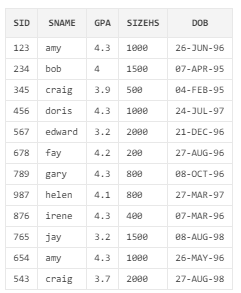 SID SNAME GPA SIZEHS DOB
123 amy 4.3 1000 26-JUN-96
234 bob 4 1500 07-APR-95
345 craig 3.9 500 04-FEB-95
456 doris 4.3 1000 24-JUL-97
567 edward 3.2 2000 21-DEC-96
678 fay 4.2 200 27-AUG-96
789 gary 4.3 800 08-OCT-96
987 helen 4.1 800 27-MAR-97
876 irene 4.3 400 07-MAR-96
765 jay 3.2 1500 08-AUG-98
654 amy 4.3 1000 26-MAY-96
543 craig 3.7 2000 27-AUG-98